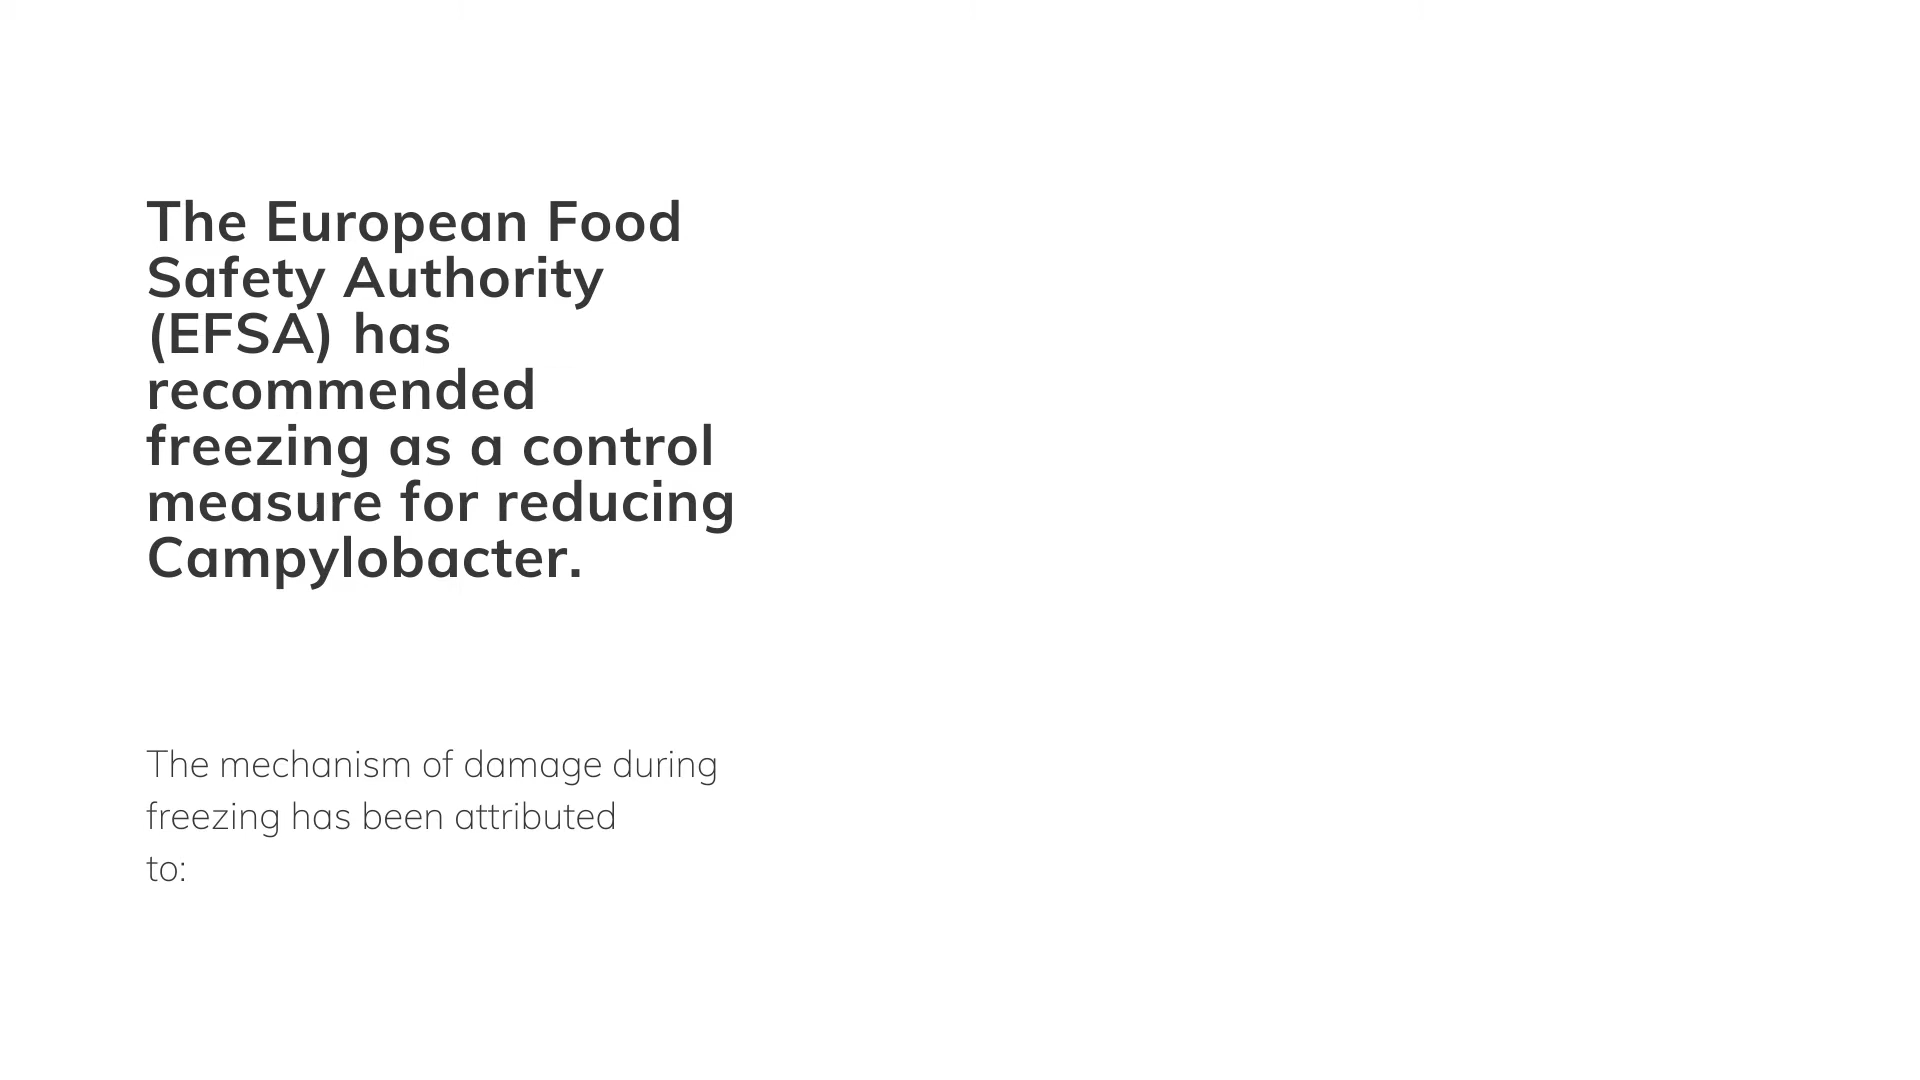 The European Food
Safety Authority
(EFSA) has
recommended
freezing as a control
measure for reducing
Campylobacter.
The mechanism of damage during
freezing has been attributed
to: